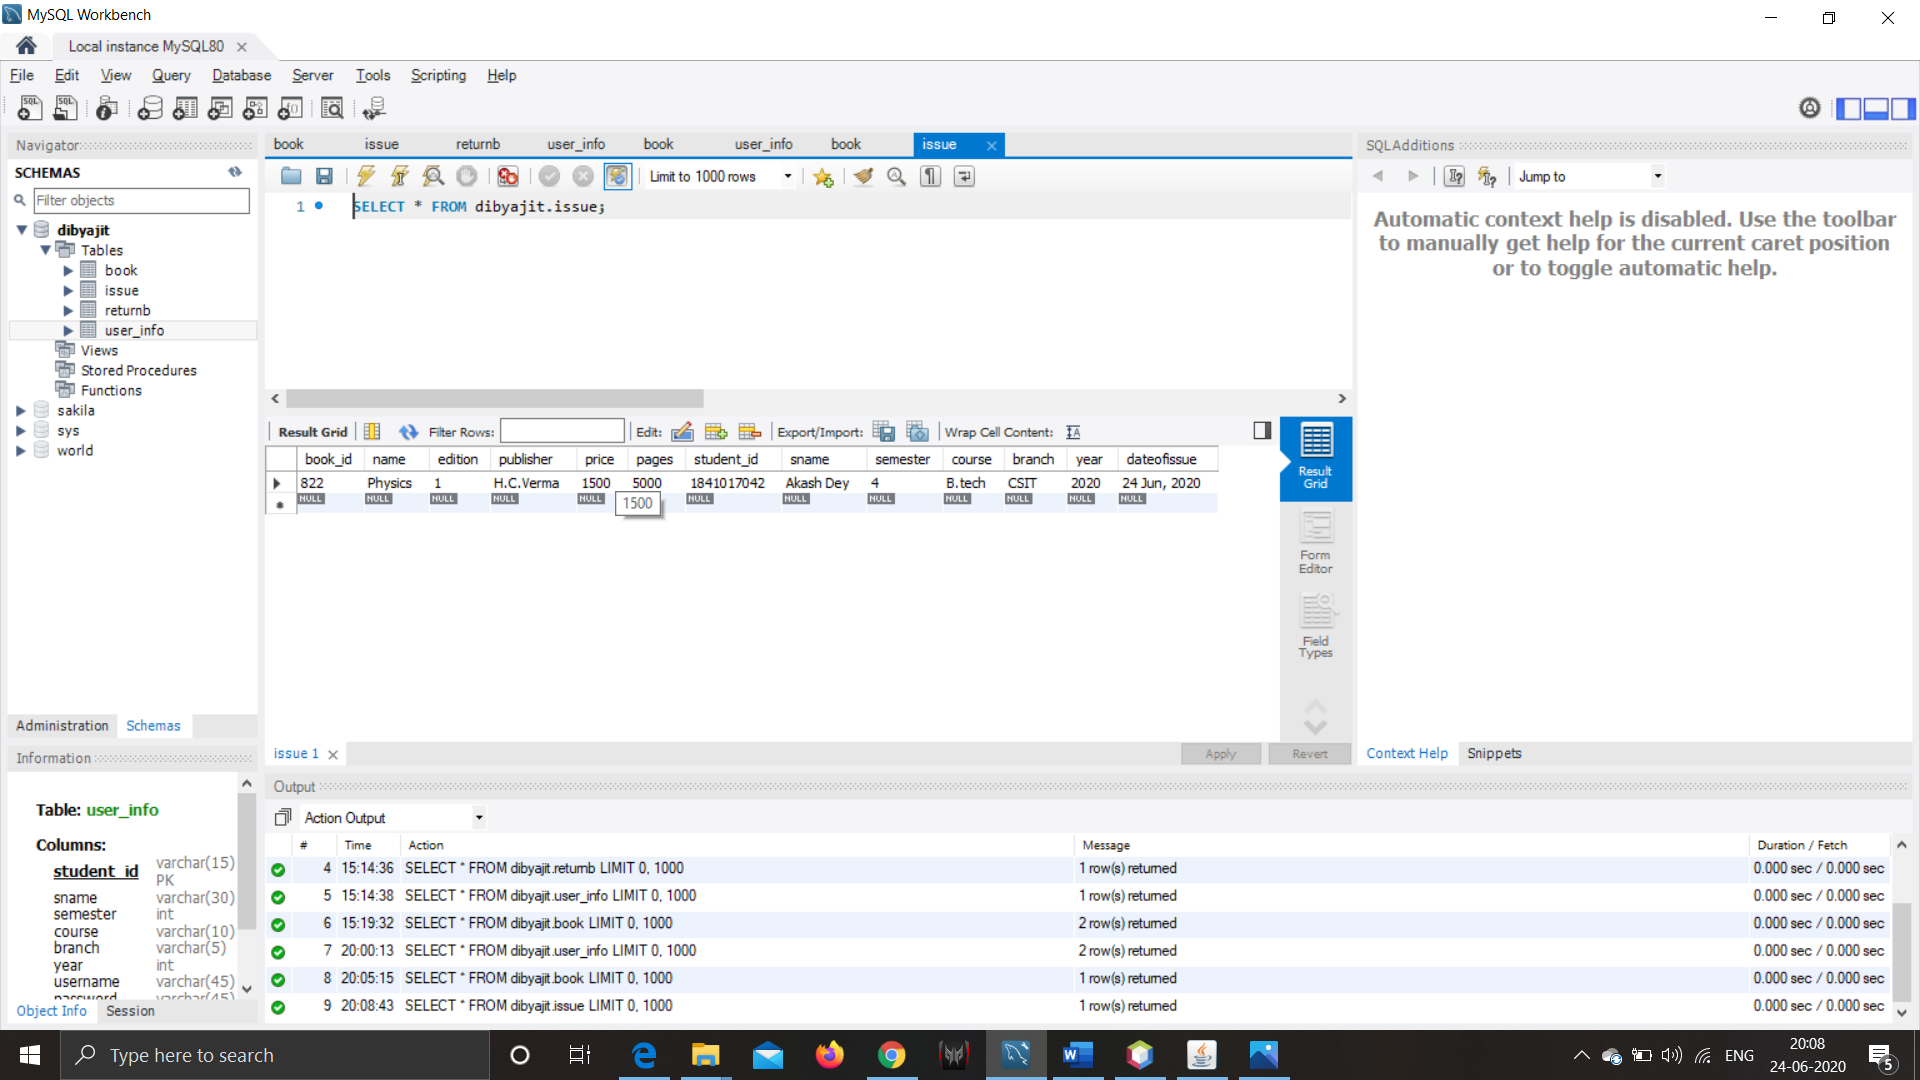 MySQL Workbench
Local instance MySQL80
File Edit View Query Database Server Tools Scripting Help
Navigator
SCHEMAS
Filter objects
dibyajit
Tables
book
issue
returnb
user_info
Views
Stored Procedures
Functions
sakila
sys
world
Administration Schemas
Information
Table: user_info
Columns:
student_id varchar(15) PK
sname varchar(30)
semester int
course varchar(10)
branch varchar(5)
year int
username varchar(45)
password varchar(45)
Object Info Session
book issue returnb user_info book user_info book issue
Limit to 1000 rows
1 SELECT * FROM dibyajit.issue;
Result Grid Filter Rows: Edit: Export/Import: Wrap Cell Content:
book_id name edition publisher price pages student_id sname semester course branch year dateofissue
822 Physics 1 H.C.Verma 1500 5000 1841017042 Akash Dey 4 B.tech CSIT 2020 24 Jun, 2020
NULL NULL NULL NULL NULL NULL NULL NULL NULL NULL NULL NULL
1500
Result Grid
Form Editor
Field Types
issue 1 Apply Revert
SQLAdditions
Jump to
Automatic context help is disabled. Use the toolbar
to manually get help for the current caret position
or to toggle automatic help.
Context Help Snippets
Output
Action Output
# Time Action Message Duration / Fetch
4 15:14:36 SELECT * FROM dibyajit.returnb LIMIT 0, 1000 1 row(s) returned 0.000 sec / 0.000 sec
5 15:14:38 SELECT * FROM dibyajit.user_info LIMIT 0, 1000 1 row(s) returned 0.000 sec / 0.000 sec
6 15:19:32 SELECT * FROM dibyajit.book LIMIT 0, 1000 2 row(s) returned 0.000 sec / 0.000 sec
7 20:00:13 SELECT * FROM dibyajit.user_info LIMIT 0, 1000 2 row(s) returned 0.000 sec / 0.000 sec
8 20:05:15 SELECT * FROM dibyajit.book LIMIT 0, 1000 1 row(s) returned 0.000 sec / 0.000 sec
9 20:08:43 SELECT * FROM dibyajit.issue LIMIT 0, 1000 1 row(s) returned 0.000 sec / 0.000 sec
Type here to search
ENG
20:08
24-06-2020
5